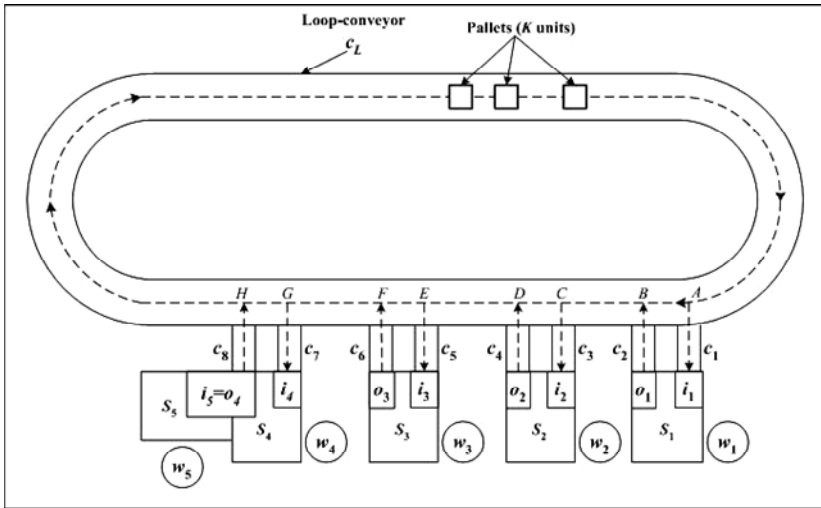 Loop-conveyor
c_L
Pallets (K units)
H G F E D C B A
c_8 c_7 c_6 c_5 c_4 c_3 c_2 c_1
i_5=o_4 i_4 o_3 i_3 o_2 i_2 o_1 i_1
S_5 S_4 S_3 S_2 S_1
w_5 w_4 w_3 w_2 w_1